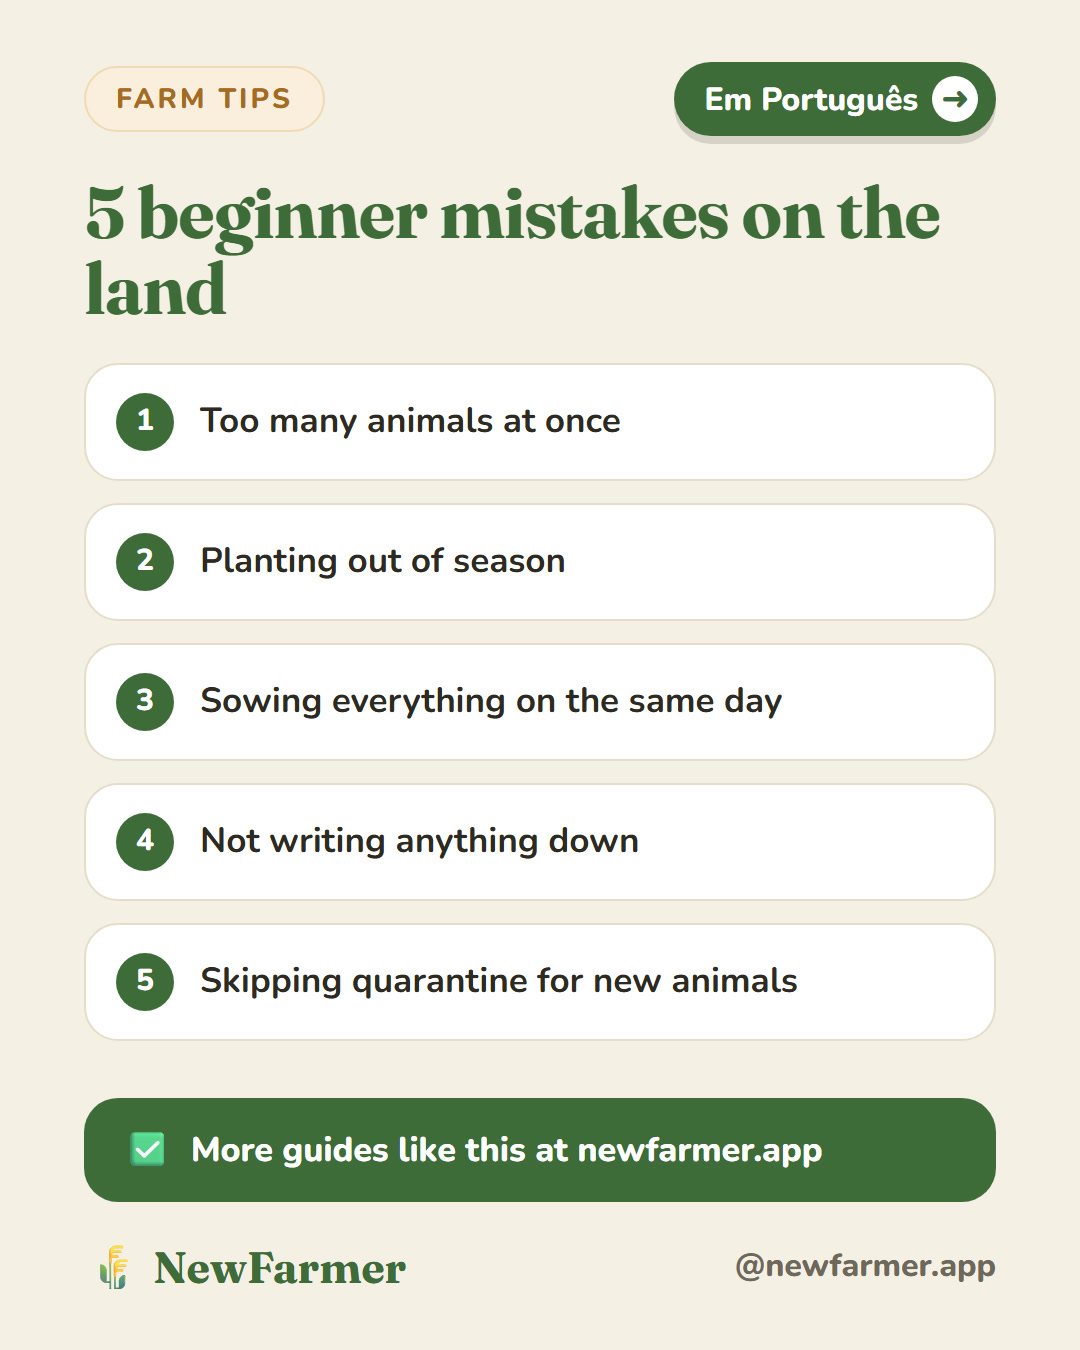 FARM TIPS
Em Português
5 beginner mistakes on the
land
1 Too many animals at once
2 Planting out of season
3 Sowing everything on the same day
4 Not writing anything down
5 Skipping quarantine for new animals
More guides like this at newfarmer.app
NewFarmer
@newfarmer.app